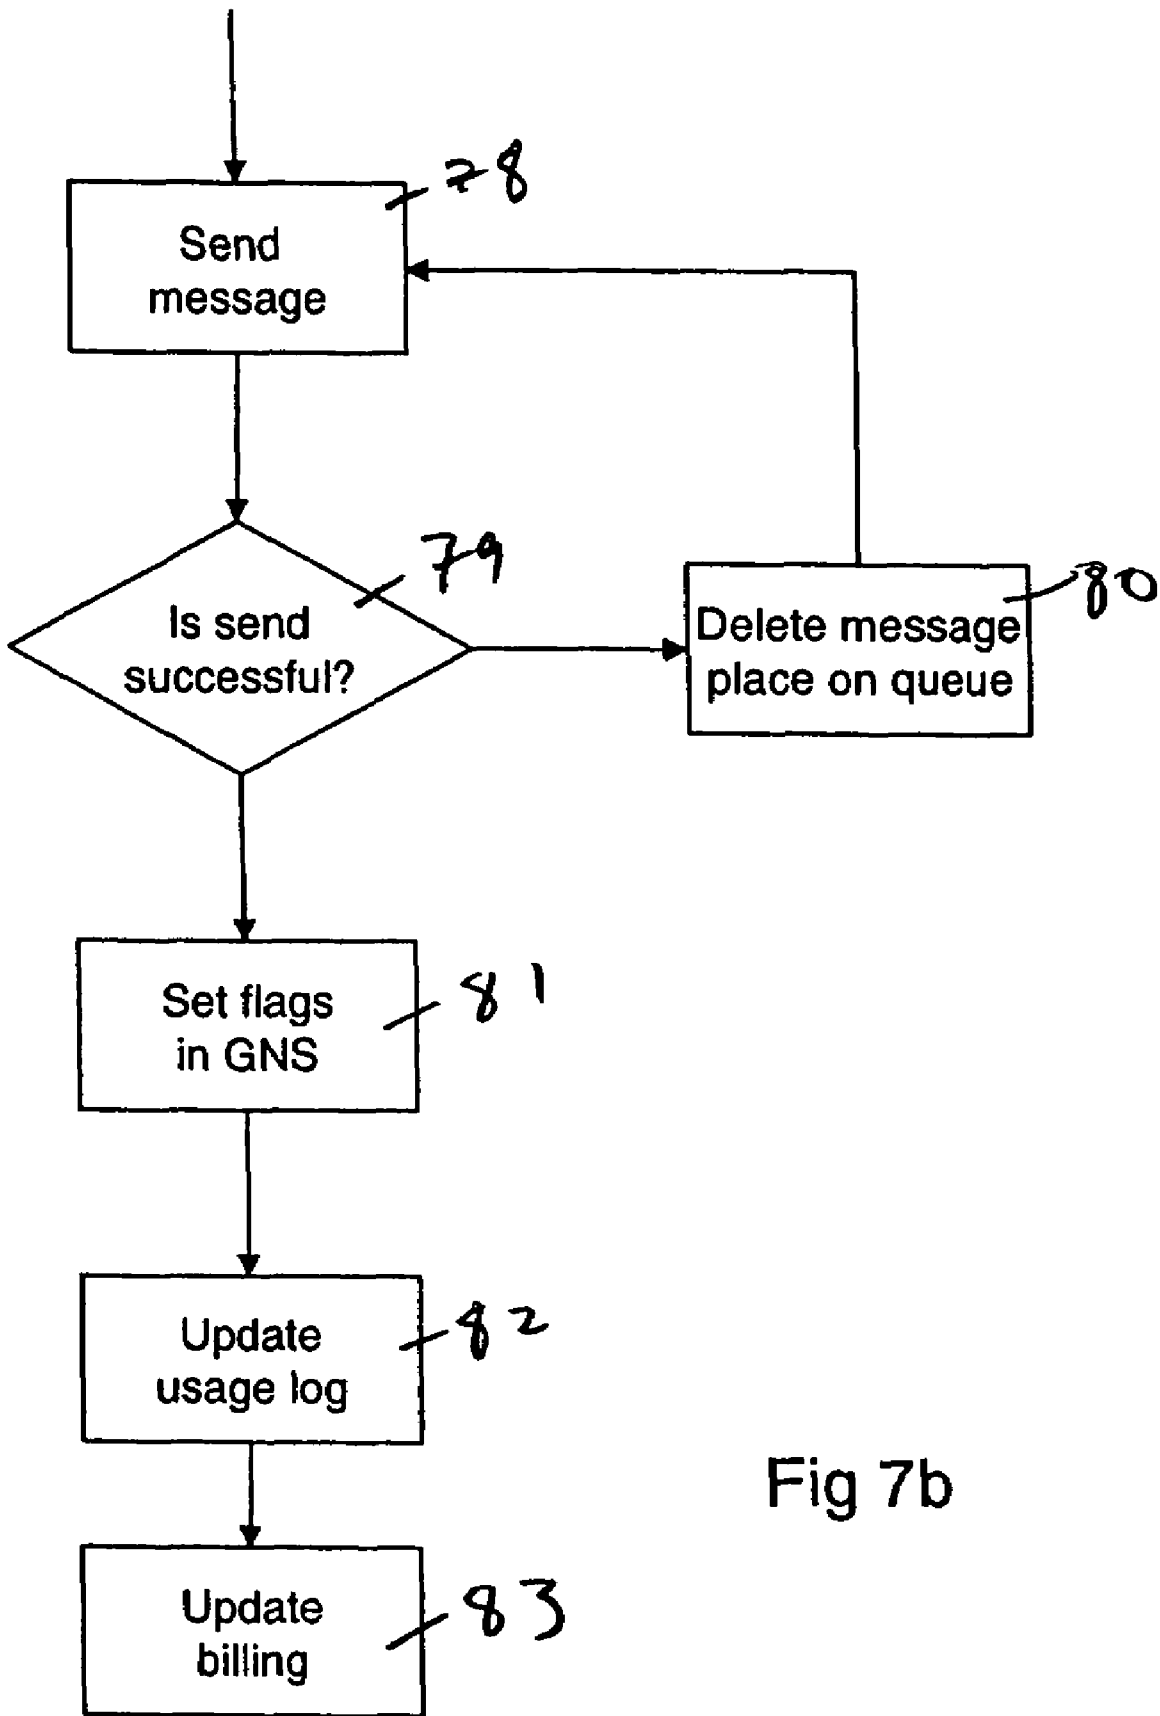 78
Send
message
79
Is send
successful?
80
Delete message
place on queue
81
Set flags
in GNS
82
Update
usage log
Fig 7b
83
Update
billing